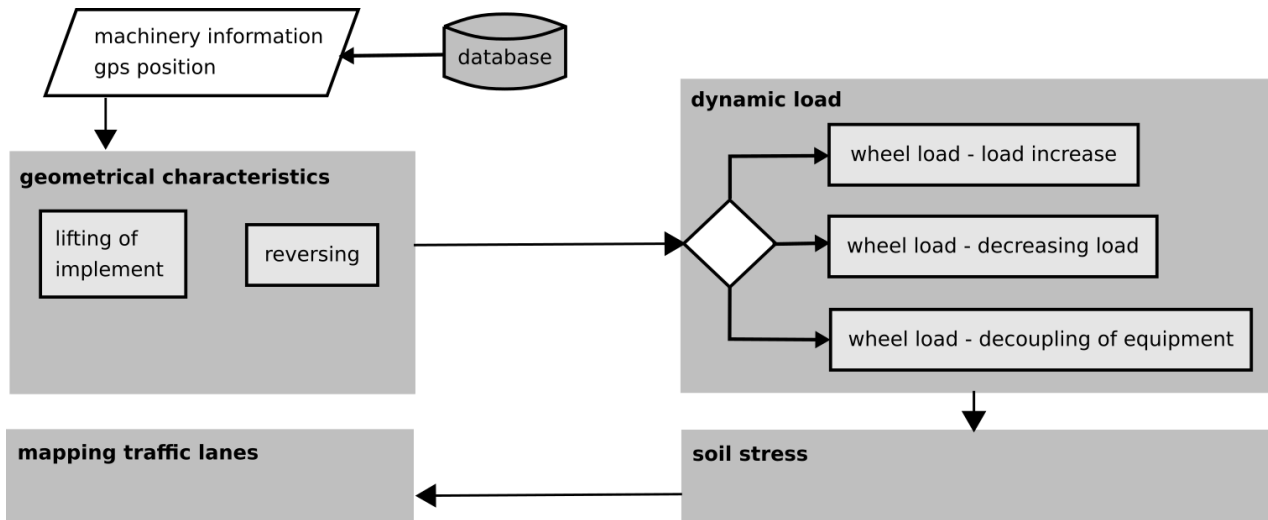 machinery information
gps position
database
geometrical characteristics
lifting of
implement
reversing
dynamic load
wheel load - load increase
wheel load - decreasing load
wheel load - decoupling of equipment
mapping traffic lanes
soil stress